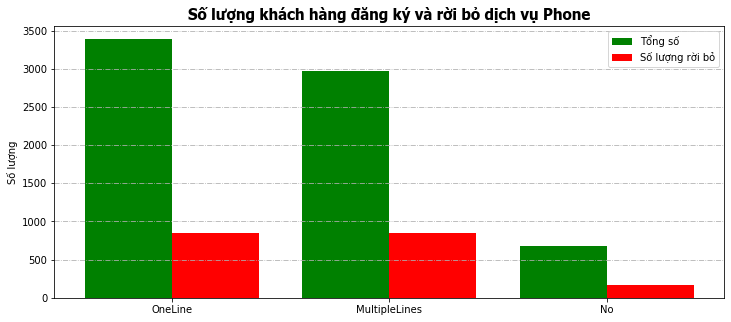 Số lượng khách hàng đăng ký và rời bỏ dịch vụ Phone
Tổng số
Số lượng rời bỏ
Số lượng
3500
3000
2500
2000
1500
1000
500
0
OneLine
MultipleLines
No